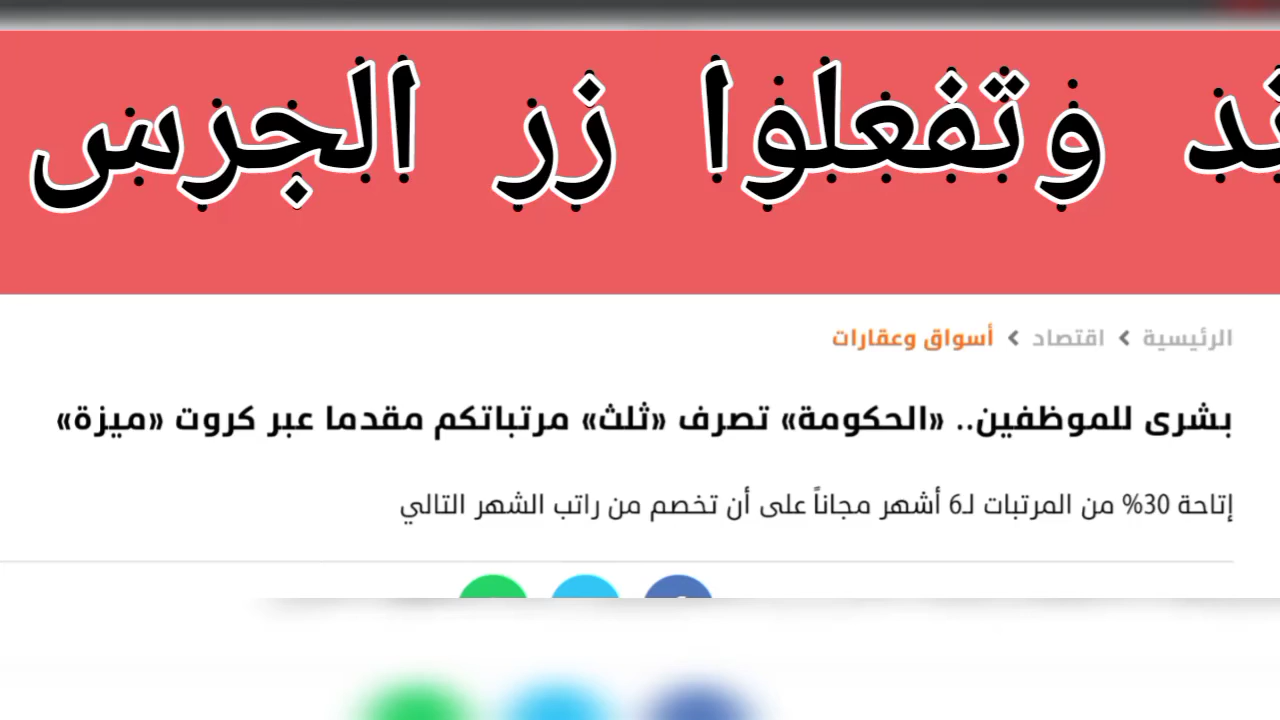 وتفعلوا زر الجرس
الرئيسية › اقتصاد › أسواق وعقارات
بشرى للموظفين.. «الحكومة» تصرف «ثلث» مرتباتكم مقدما عبر كروت «ميزة»
إتاحة 30% من المرتبات لـ6 أشهر مجاناً على أن تخصم من راتب الشهر التالي